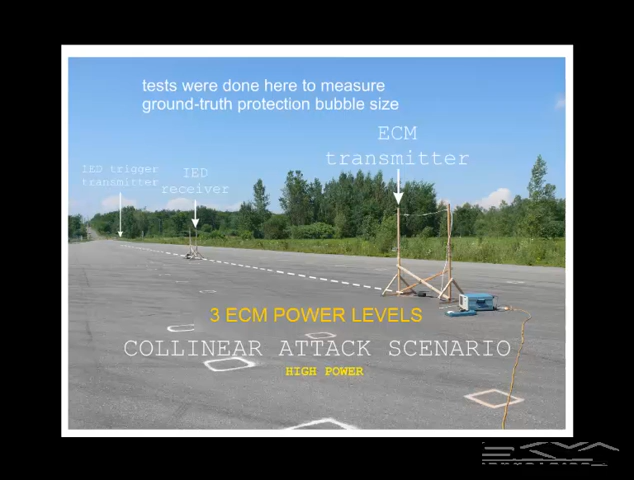 tests were done here to measure
ground-truth protection bubble size
ECM
transmitter
IED trigger
transmitter
IED
receiver
3 ECM POWER LEVELS
COLLINEAR ATTACK SCENARIO
HIGH POWER